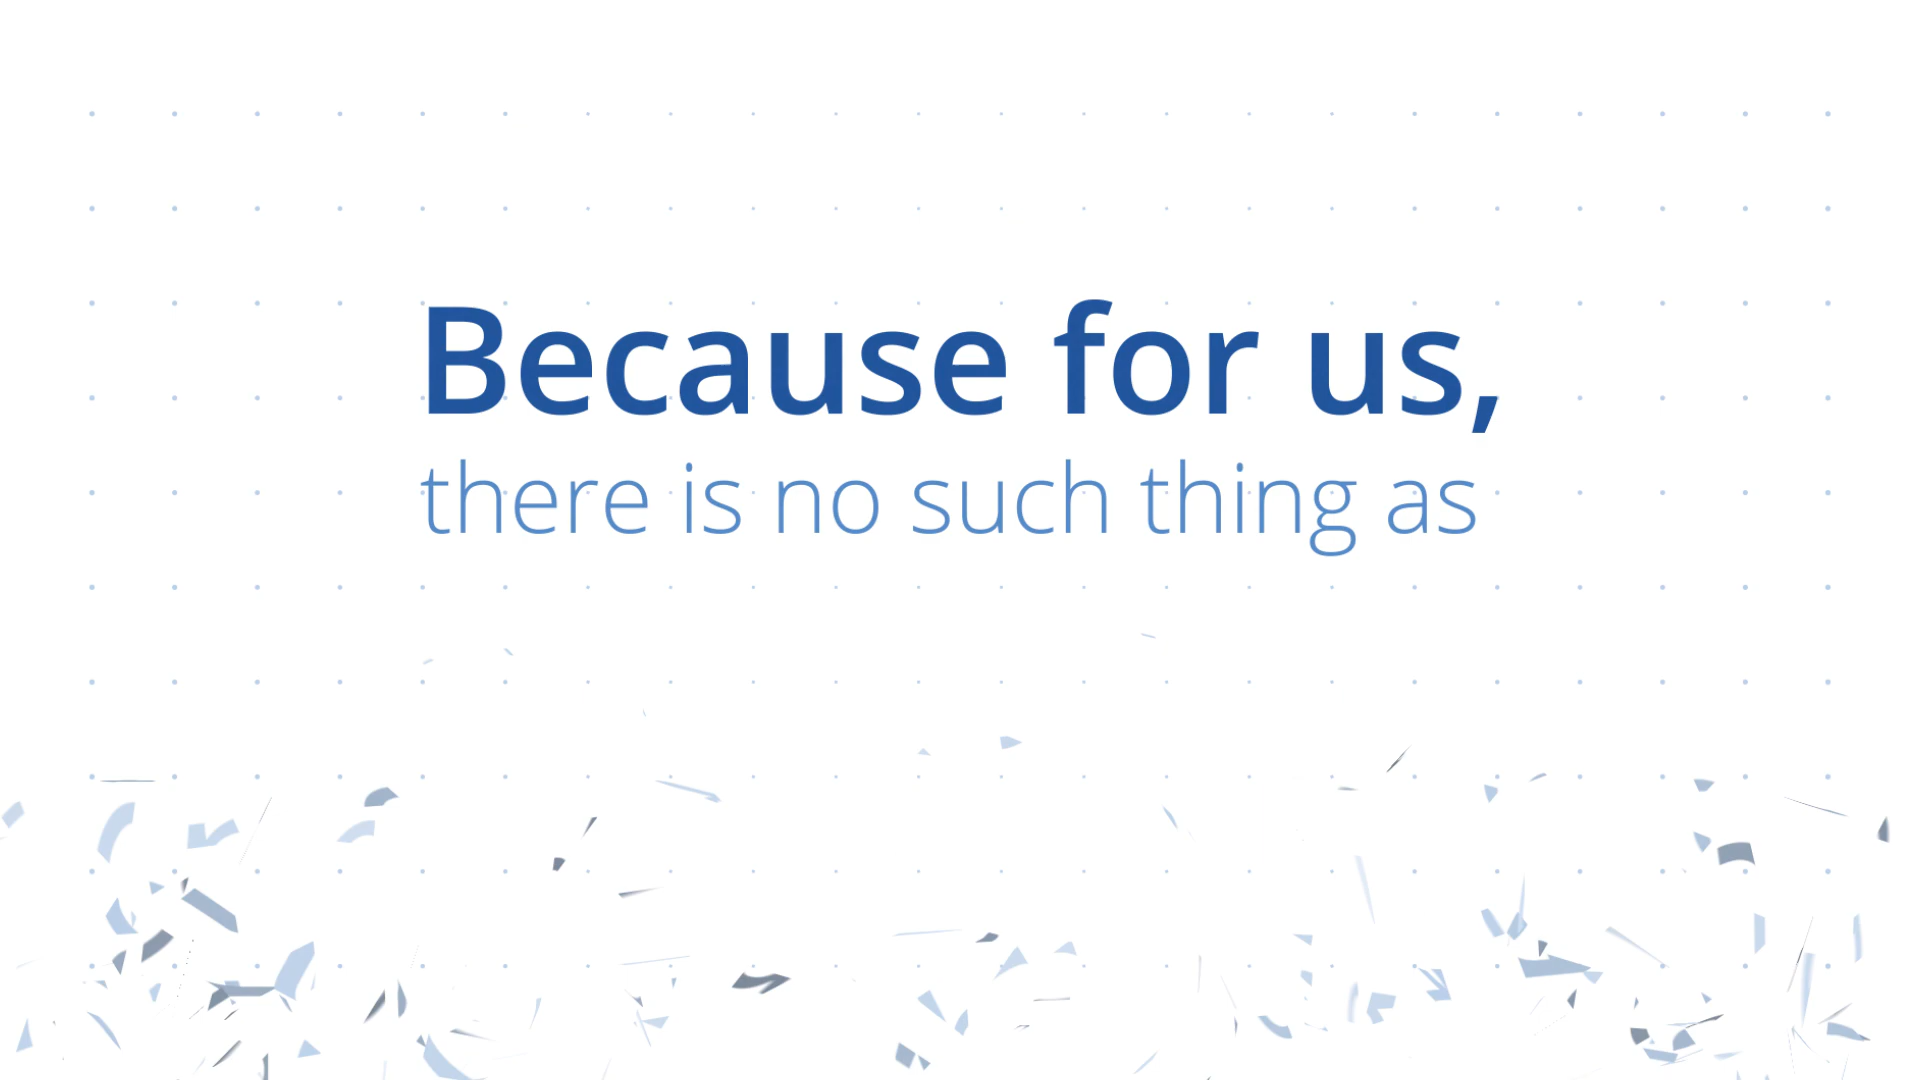 Because for us,
there is no such thing as